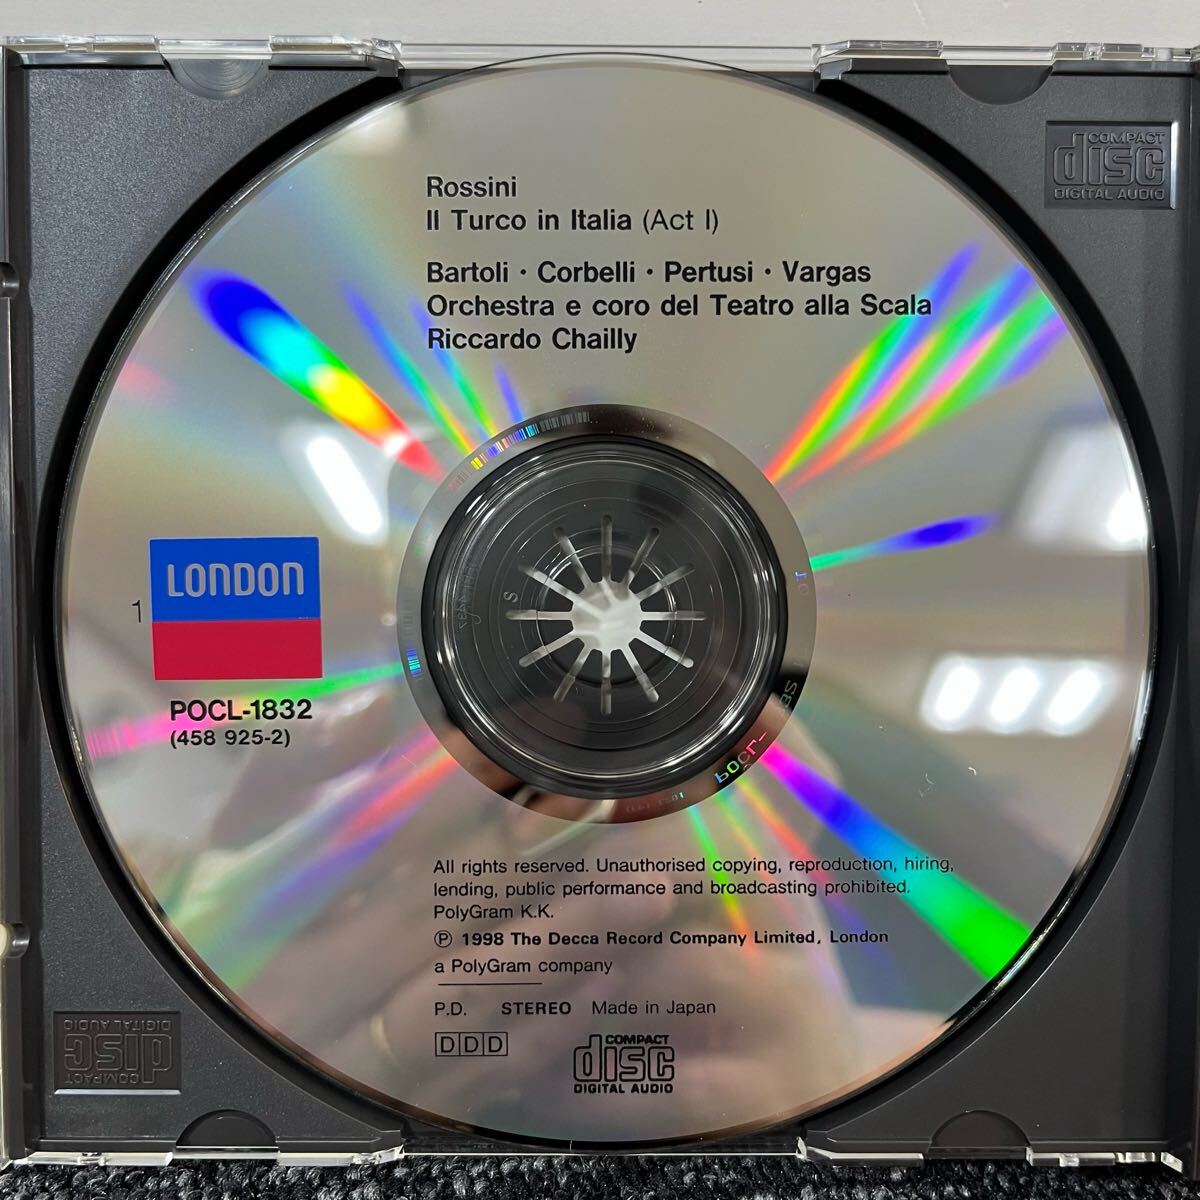 Rossini
Il Turco in Italia (Act I)
Bartoli · Corbelli · Pertusi · Vargas
Orchestra e coro del Teatro alla Scala
Riccardo Chailly
COMPACT
disc
DIGITAL AUDIO
1
LONDON
POCL-1832
(458 925-2)
S
POCL-
All rights reserved. Unauthorised copying, reproduction, hiring,
lending, public performance and broadcasting prohibited.
PolyGram K.K.
Ⓟ 1998 The Decca Record Company Limited, London
a PolyGram company
P.D. STEREO Made in Japan
DDD
COMPACT
disc
DIGITAL AUDIO
COMPACT
disc
DIGITAL AUDIO